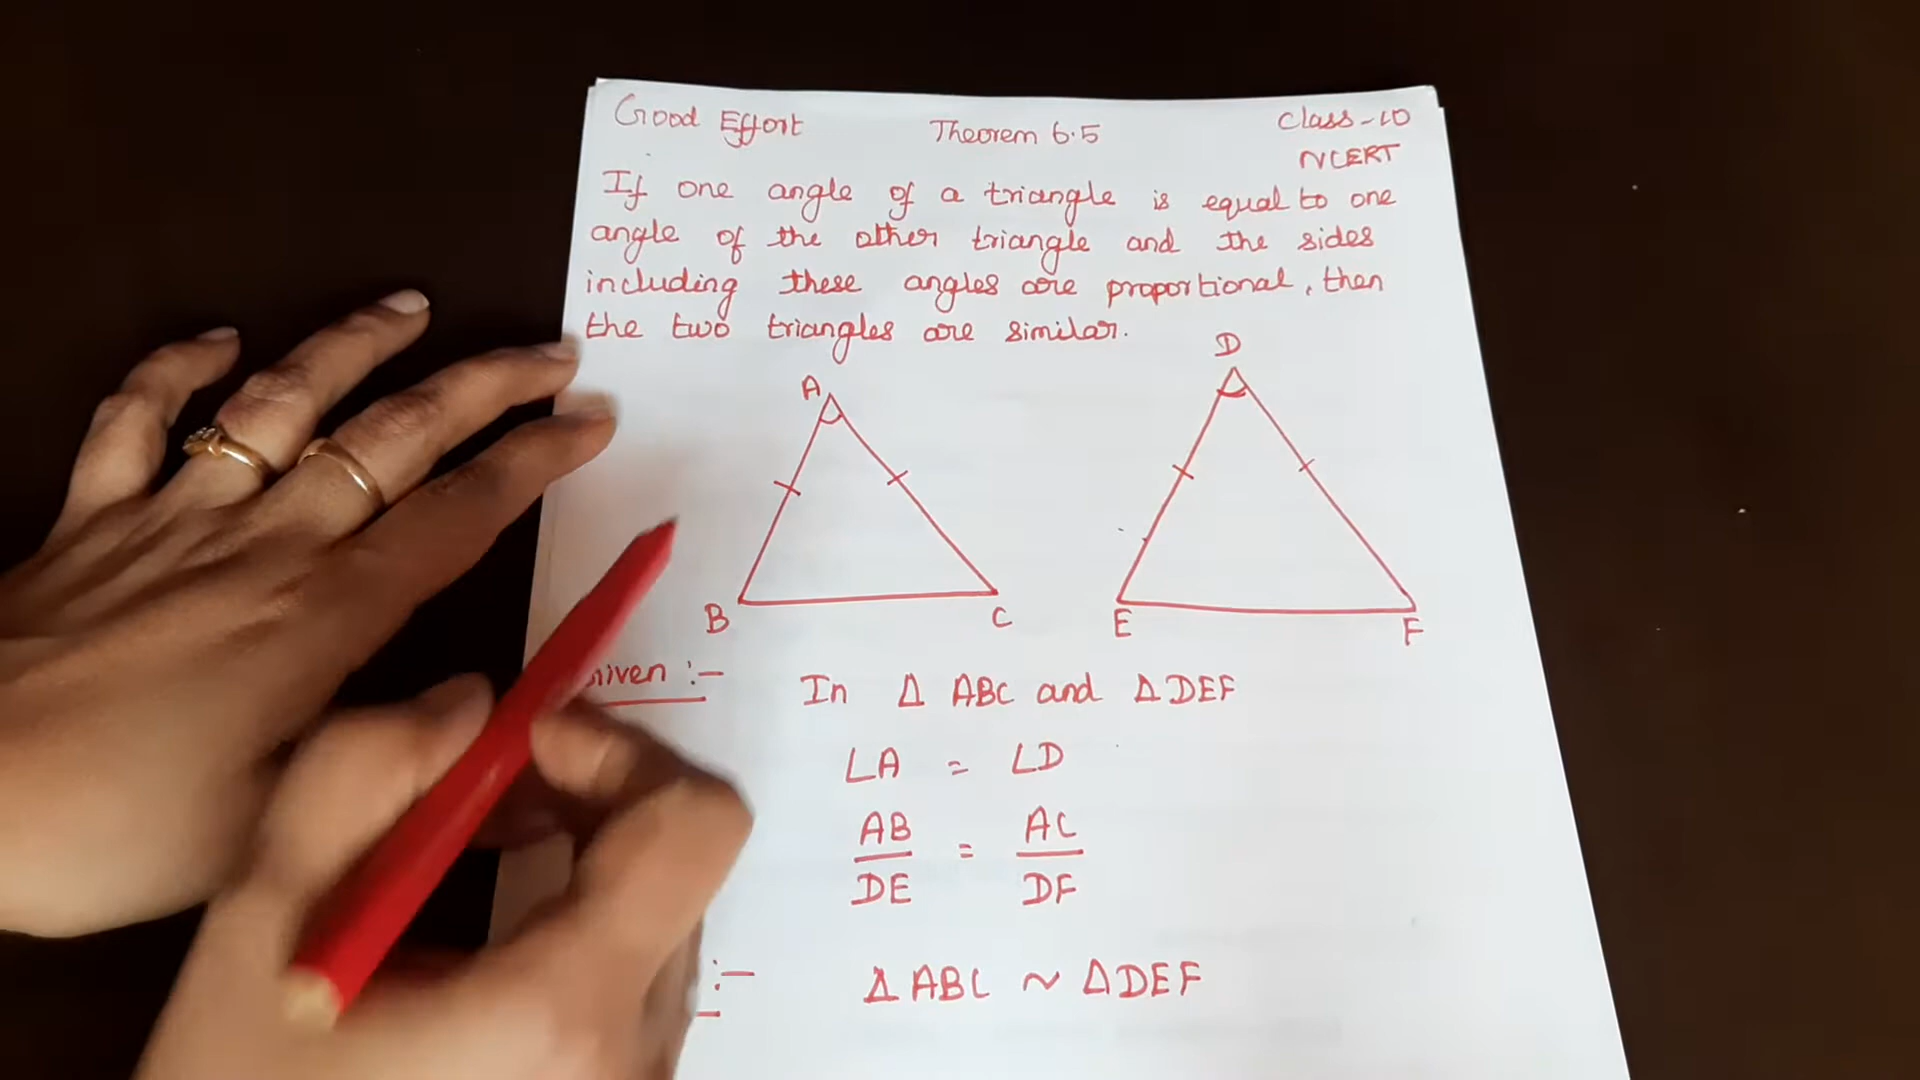 Good Effort Theorem 6.5 Class-10
NCERT
If one angle of a triangle is equal to one
angle of the other triangle and the sides
including these angles are proportional, then
the two triangles are similar.
D
A
B C E F
:- In Δ ABC and Δ DEF
∠A = ∠D
AB/DE = AC/DF
:- Δ ABC ~ Δ DEF